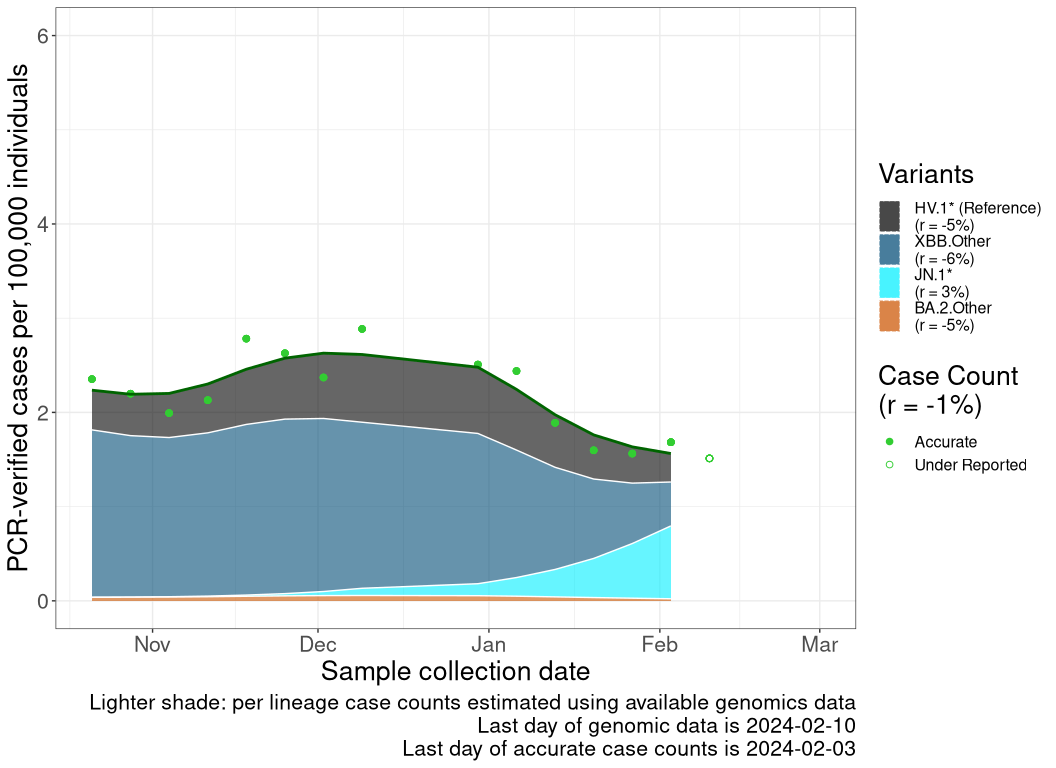 PCR-verified cases per 100,000 individuals
6
4
2
0
Nov
Dec
Jan
Feb
Mar
Sample collection date
Lighter shade: per lineage case counts estimated using available genomics data
Last day of genomic data is 2024-02-10
Last day of accurate case counts is 2024-02-03
Variants
HV.1* (Reference)
(r = -5%)
XBB.Other
(r = -6%)
JN.1*
(r = 3%)
BA.2.Other
(r = -5%)
Case Count
(r = -1%)
Accurate
Under Reported